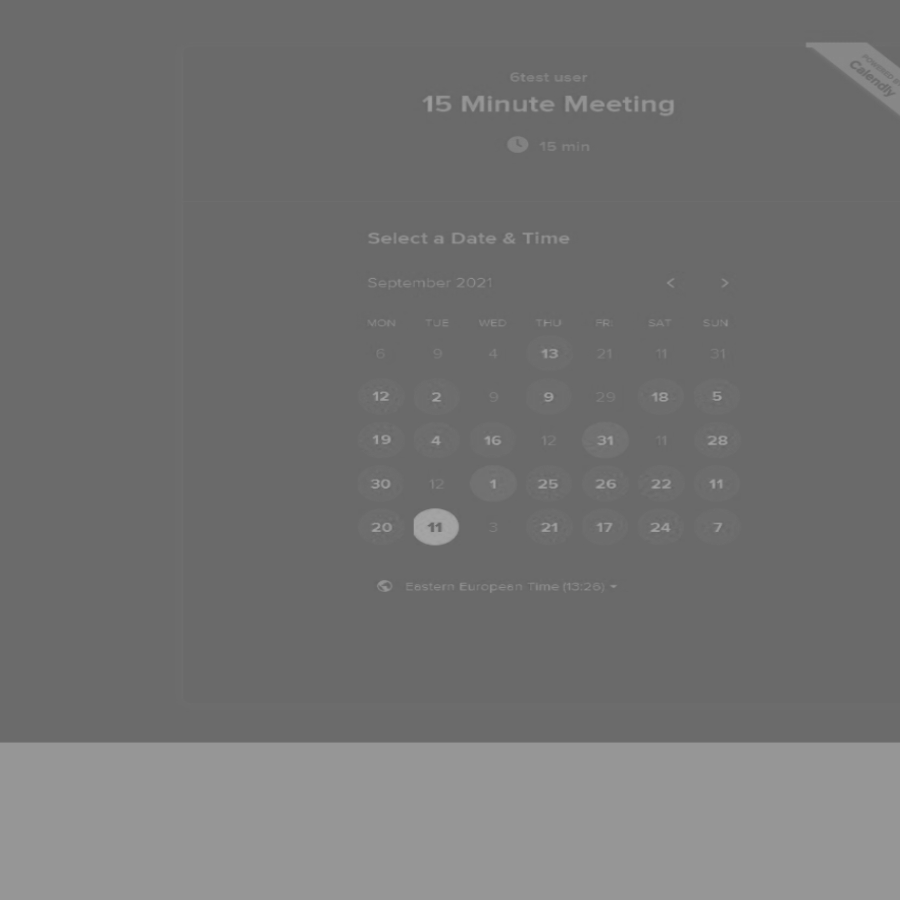 6test user
15 Minute Meeting
15 min
POWERED BY
Calendly
Select a Date & Time
September 2021 < >
MON TUE WED THU FRI SAT SUN
6 9 4 13 21 11 31
12 2 9 9 29 18 5
19 4 16 12 31 11 28
30 12 1 25 26 22 11
20 11 3 21 17 24 7
Eastern European Time (13:26)